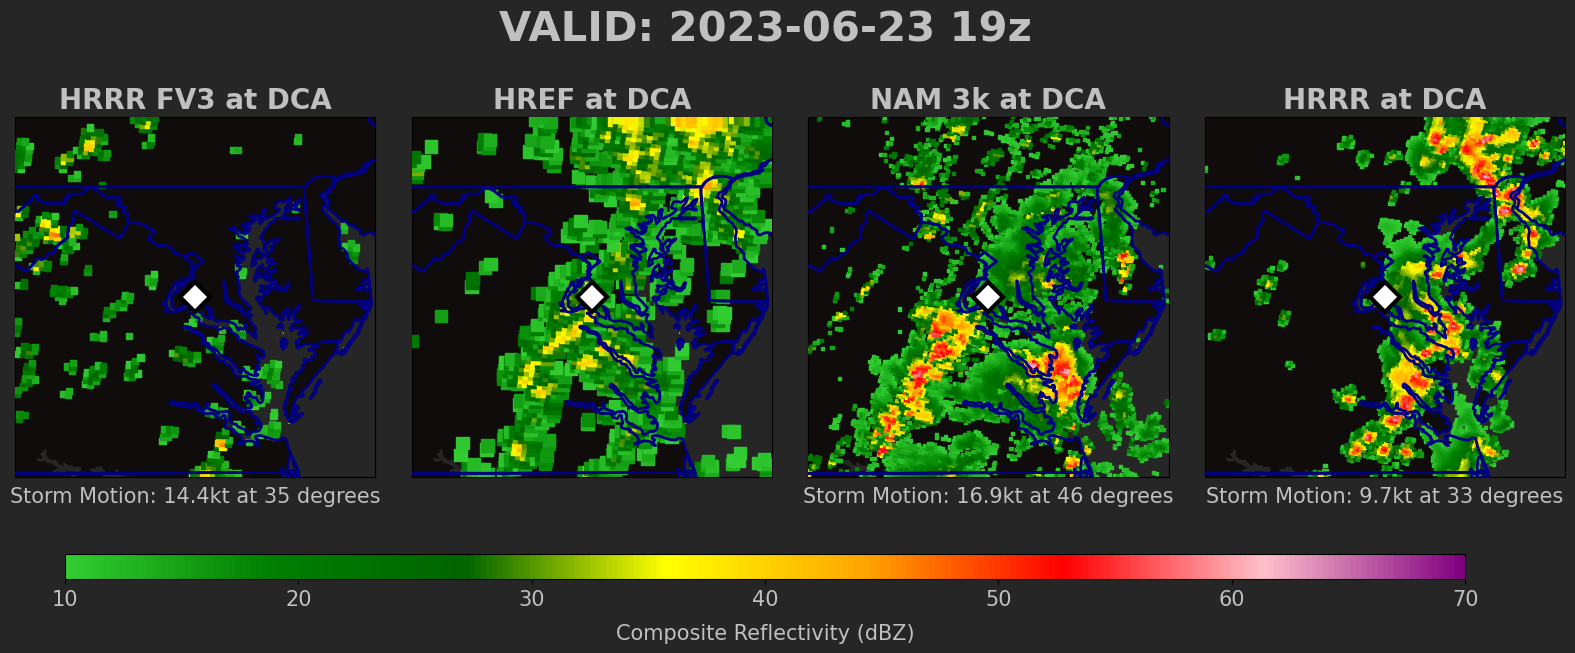 VALID: 2023-06-23 19z
HRRR FV3 at DCA
HREF at DCA
NAM 3k at DCA
HRRR at DCA
Storm Motion: 14.4kt at 35 degrees
Storm Motion: 16.9kt at 46 degrees
Storm Motion: 9.7kt at 33 degrees
10 20 30 40 50 60 70
Composite Reflectivity (dBZ)